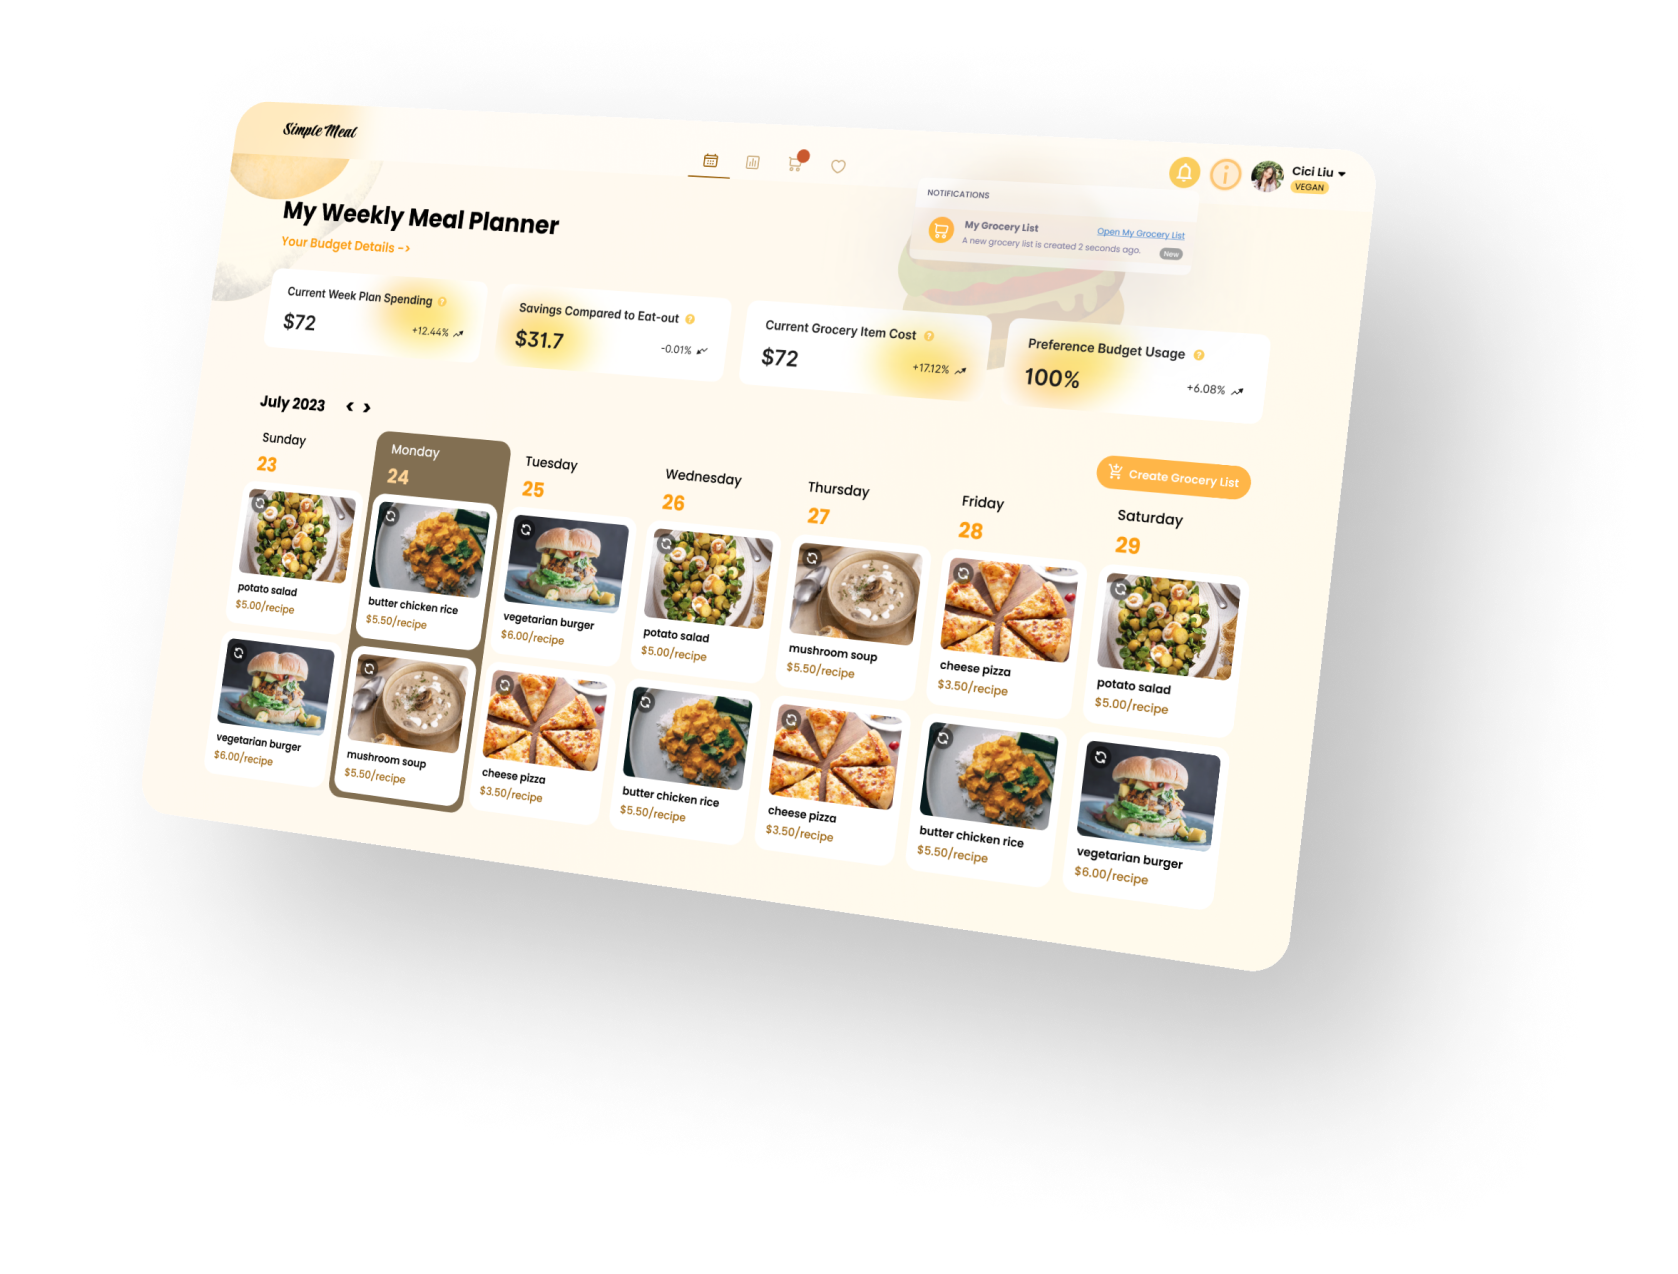 Simple Meal
Cici Liu
VEGAN
My Weekly Meal Planner
Your Budget Details ->
NOTIFICATIONS
My Grocery List
Open My Grocery List
A new grocery list is created 2 seconds ago.
New
Current Week Plan Spending ?
$72
+12.44%
Savings Compared to Eat-out ?
$31.7
-0.01%
Current Grocery Item Cost ?
$72
+17.12%
Preference Budget Usage ?
100%
+6.08%
July 2023 < >
Create Grocery List
Sunday
23
potato salad
$5.00/recipe
vegetarian burger
$6.00/recipe
Monday
24
butter chicken rice
$5.50/recipe
mushroom soup
$5.50/recipe
Tuesday
25
vegetarian burger
$6.00/recipe
cheese pizza
$3.50/recipe
Wednesday
26
potato salad
$5.00/recipe
butter chicken rice
$5.50/recipe
Thursday
27
mushroom soup
$5.50/recipe
cheese pizza
$3.50/recipe
Friday
28
cheese pizza
$3.50/recipe
butter chicken rice
$5.50/recipe
Saturday
29
potato salad
$5.00/recipe
vegetarian burger
$6.00/recipe